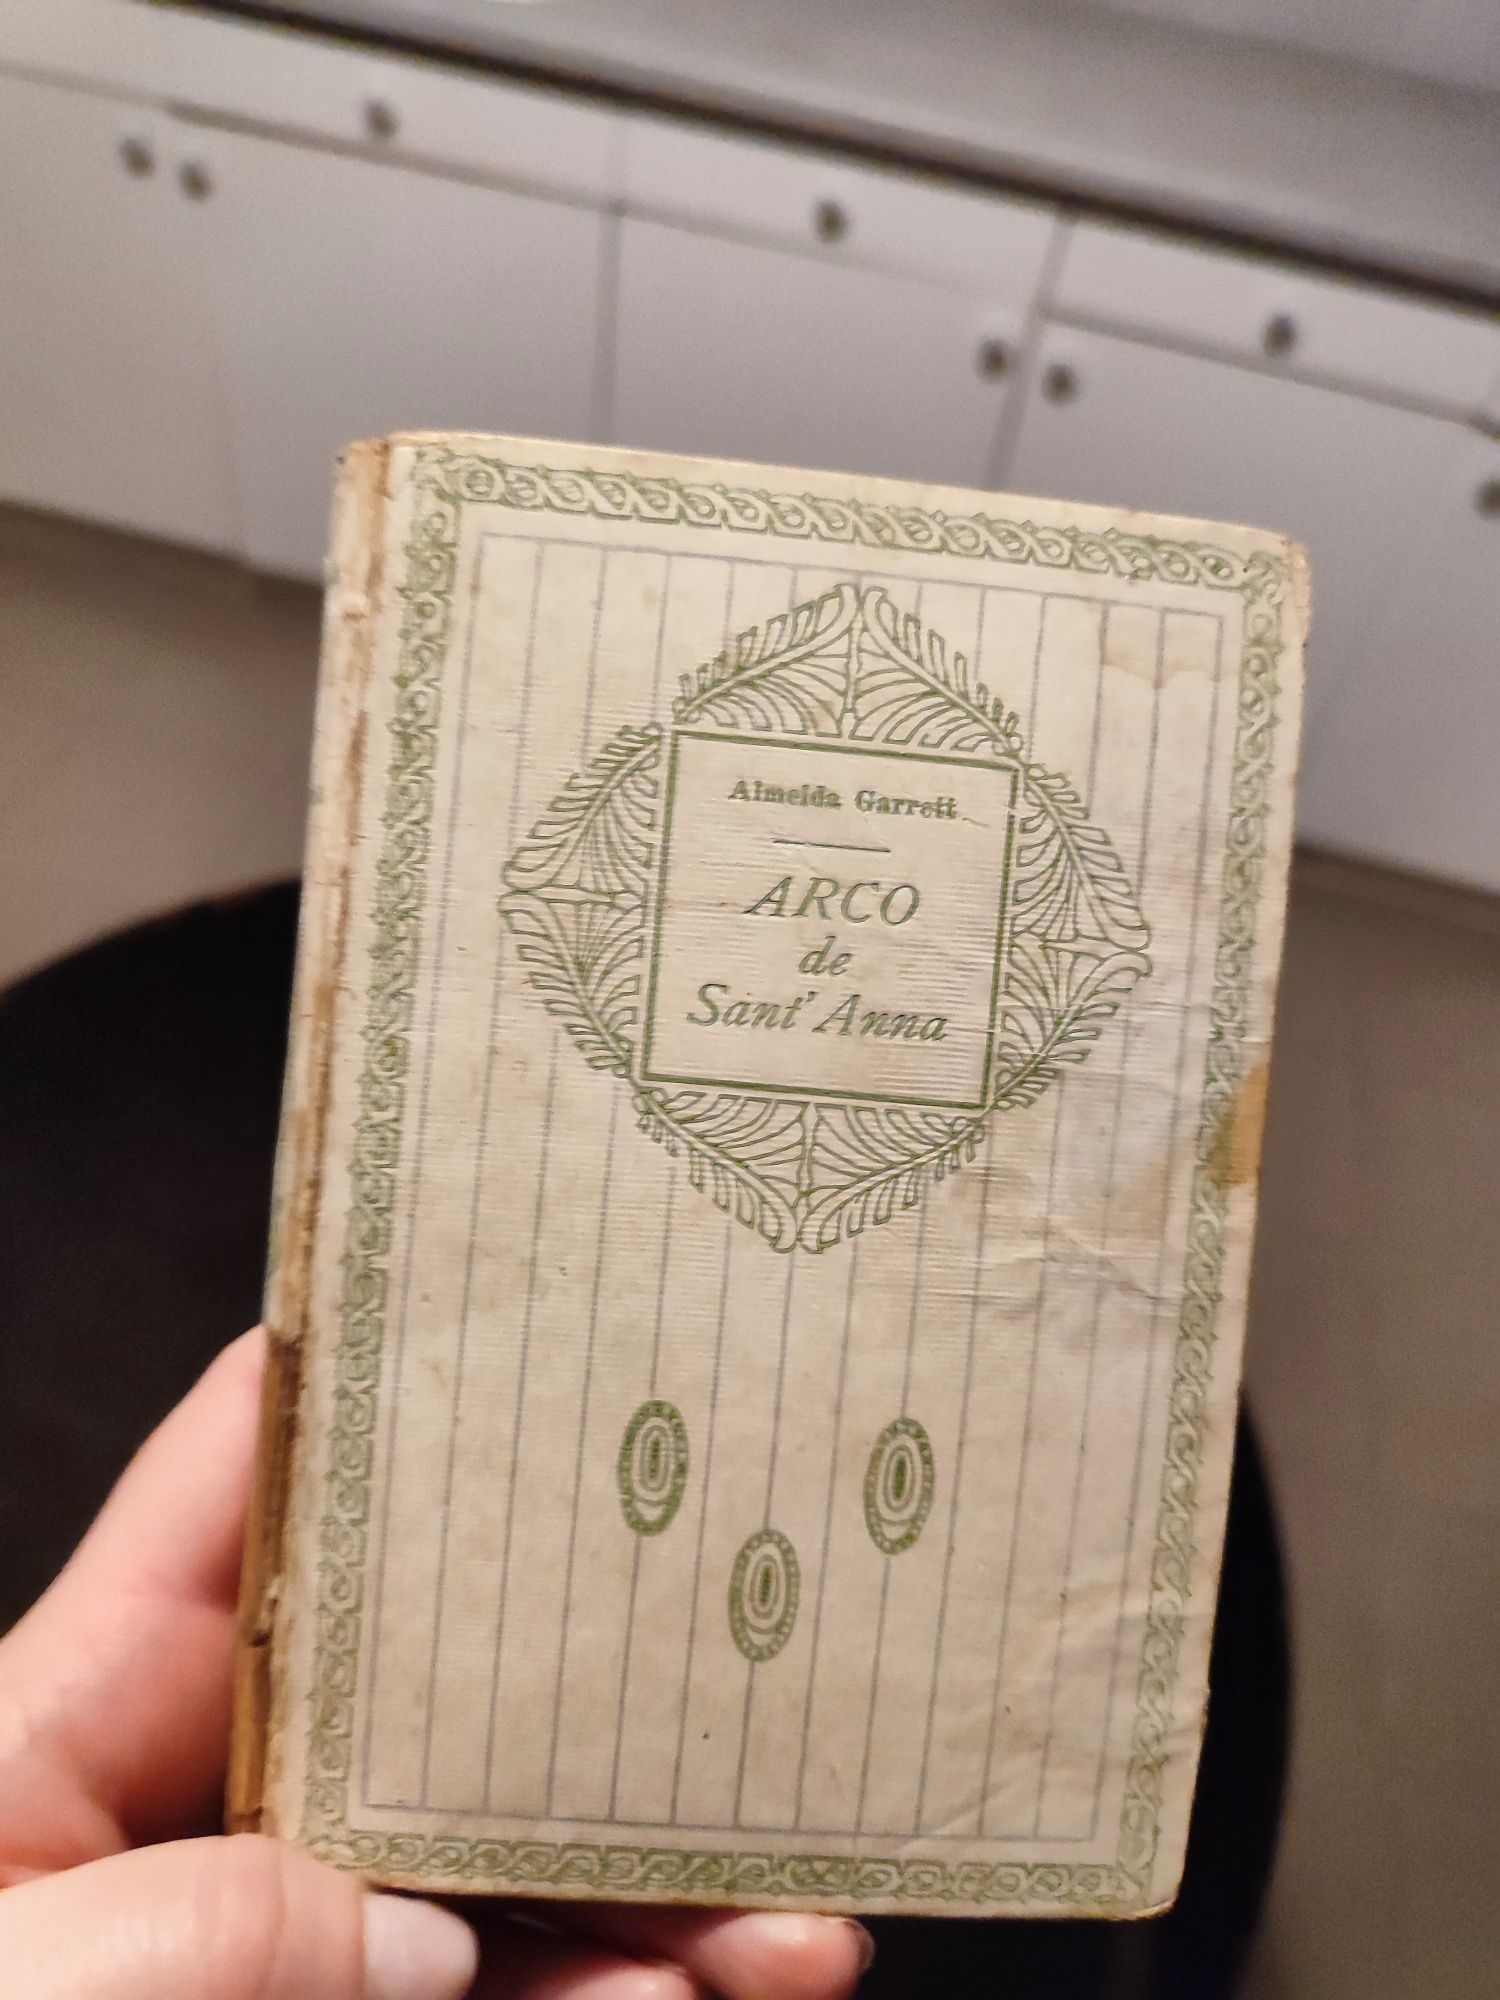 Almeida Garrett
ARCO
de
Sant' Anna